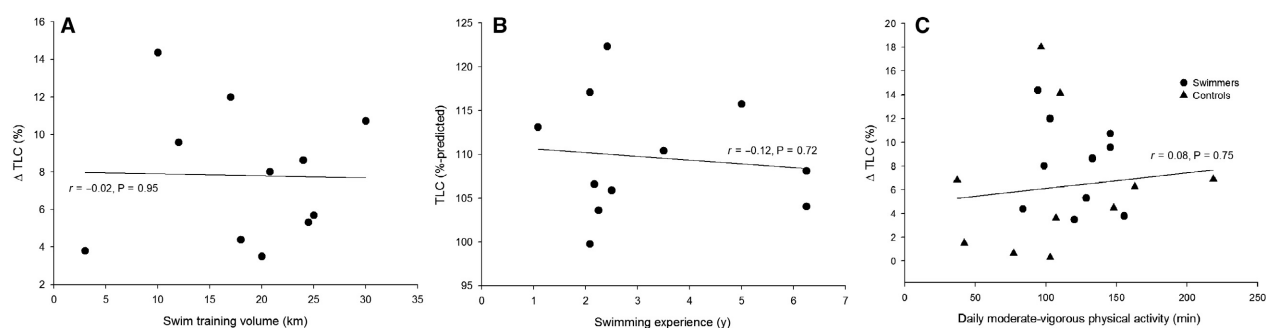 A
16
14
12
10
8
6
4
2
Δ TLC (%)
r = –0.02, P = 0.95
0 5 10 15 20 25 30 35
Swim training volume (km)
B
125
120
115
110
105
100
95
TLC (%-predicted)
r = –0.12, P = 0.72
0 1 2 3 4 5 6 7
Swimming experience (y)
C
20
18
16
14
12
10
8
6
4
2
0
Δ TLC (%)
Swimmers
Controls
r = 0.08, P = 0.75
0 50 100 150 200 250
Daily moderate-vigorous physical activity (min)